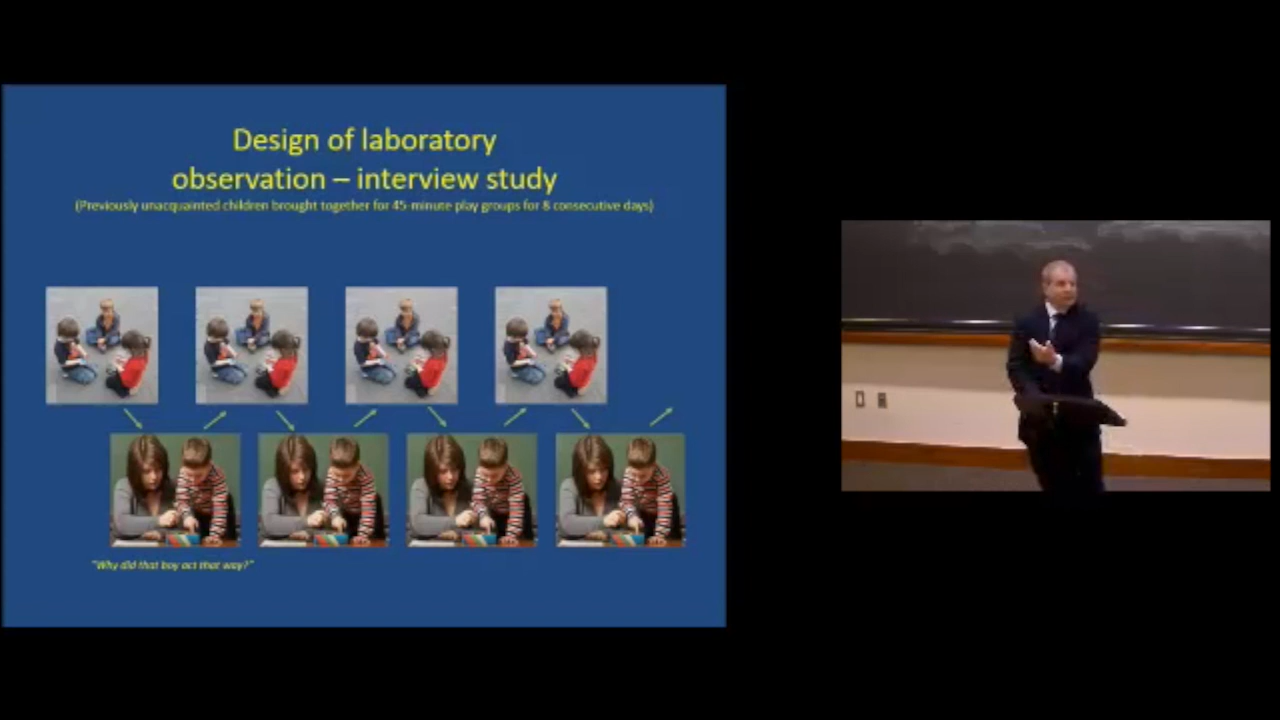 Design of laboratory
observation – interview study
(Previously unacquainted children brought together for 45-minute play groups for 8 consecutive days)
"Why did that boy act that way?"